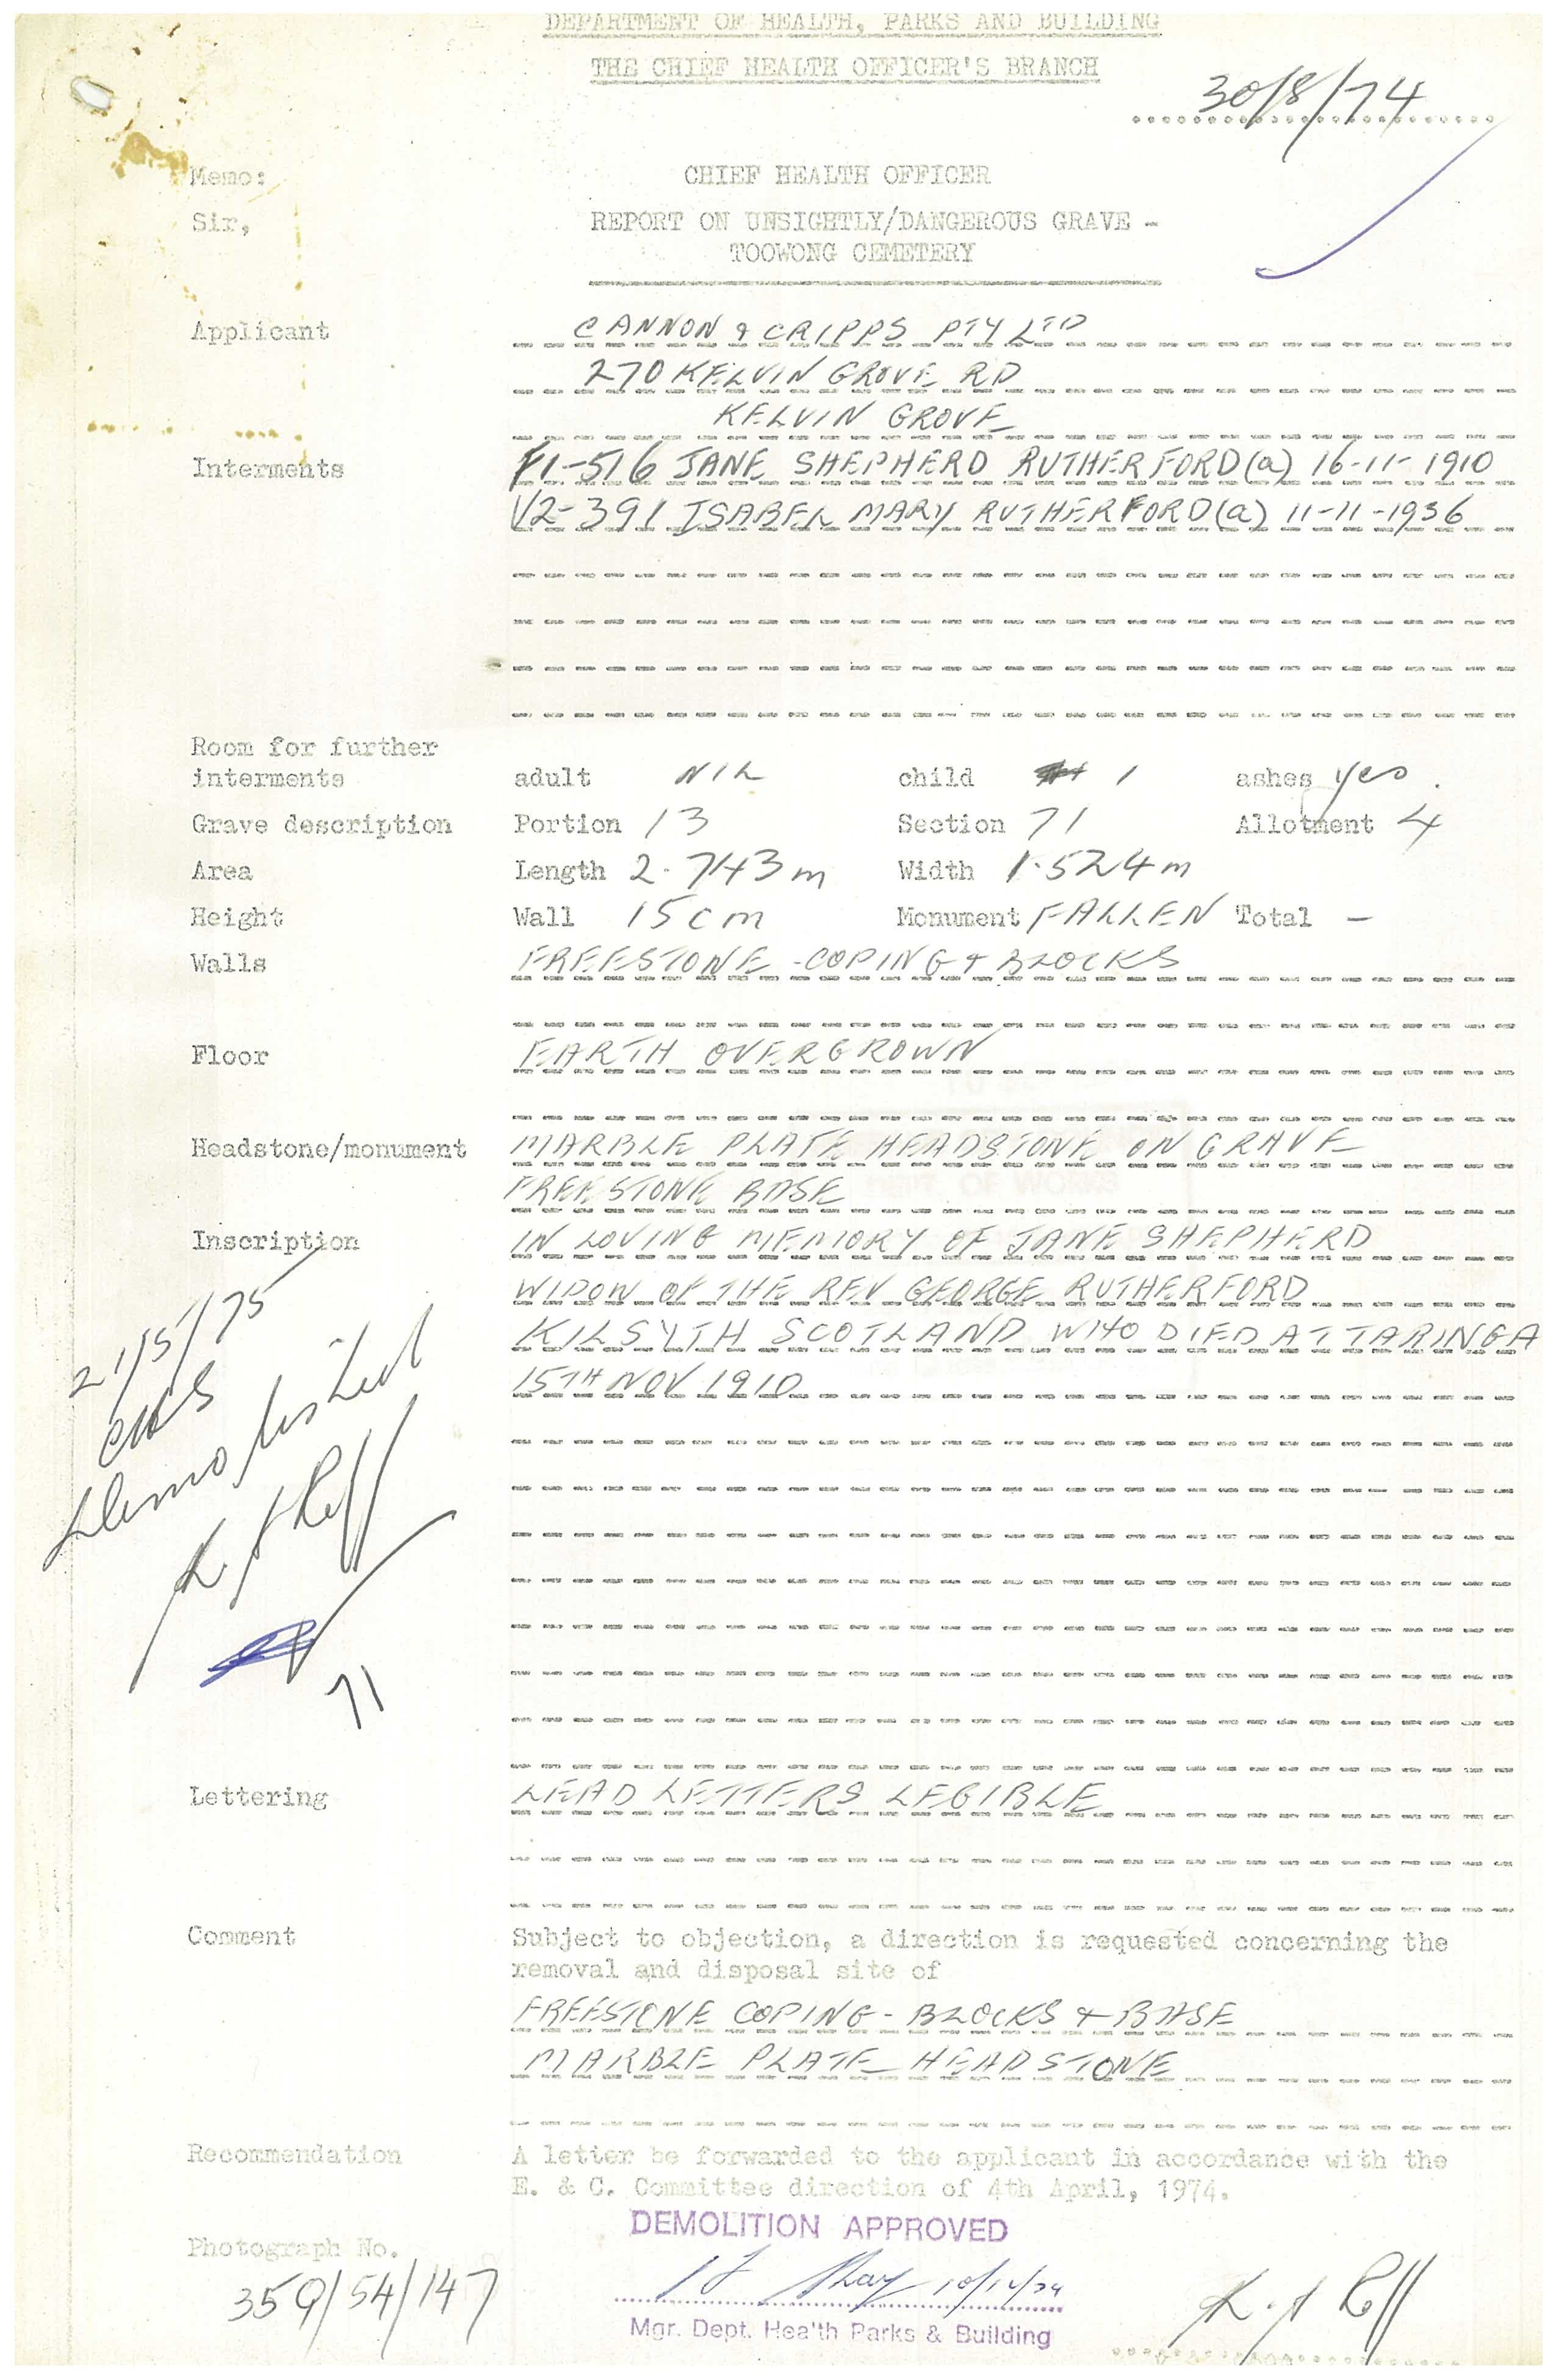 DEPARTMENT OF HEALTH, PARKS AND BUILDING
THE CHIEF HEALTH OFFICER'S BRANCH
30/8/74
Memo: CHIEF HEALTH OFFICER
Sir, REPORT ON UNSIGHTLY/DANGEROUS GRAVE -
TOOWONG CEMETERY
Applicant CANNON & CRIPPS PTY LTD
270 KELVIN GROVE RD
KELVIN GROVE
Interments V1-516 JANE SHEPHERD RUTHERFORD (a) 16-11-1910
V2-391 ISABEL MARY RUTHERFORD (a) 11-11-1936
Room for further
interments adult NIL child 1 ashes yes.
Grave description Portion 13 Section 71 Allotment 4
Area Length 2.743m Width 1.524m
Height Wall 15cm Monument FALLEN Total -
Walls FREESTONE - COPING & BLOCKS
Floor EARTH OVERGROWN
Headstone/monument MARBLE PLATE HEADSTONE ON GRAVE
FREESTONE BASE
Inscription IN LOVING MEMORY OF JANE SHEPHERD
WIDOW OF THE REV GEORGE RUTHERFORD
KILSYTH SCOTLAND WHO DIED AT TARINGA
15TH NOV 1910
21/5/75
demolished
71
Lettering LEAD LETTERS LEGIBLE
Comment Subject to objection, a direction is requested concerning the
removal and disposal site of
FREESTONE COPING - BLOCKS & BASE
MARBLE PLATE HEADSTONE
Recommendation A letter be forwarded to the applicant in accordance with the
E. & C. Committee direction of 4th April, 1974.
DEMOLITION APPROVED
Photograph No.
359/54/147
10/12/74
Mgr. Dept. Hea'th Parks & Building